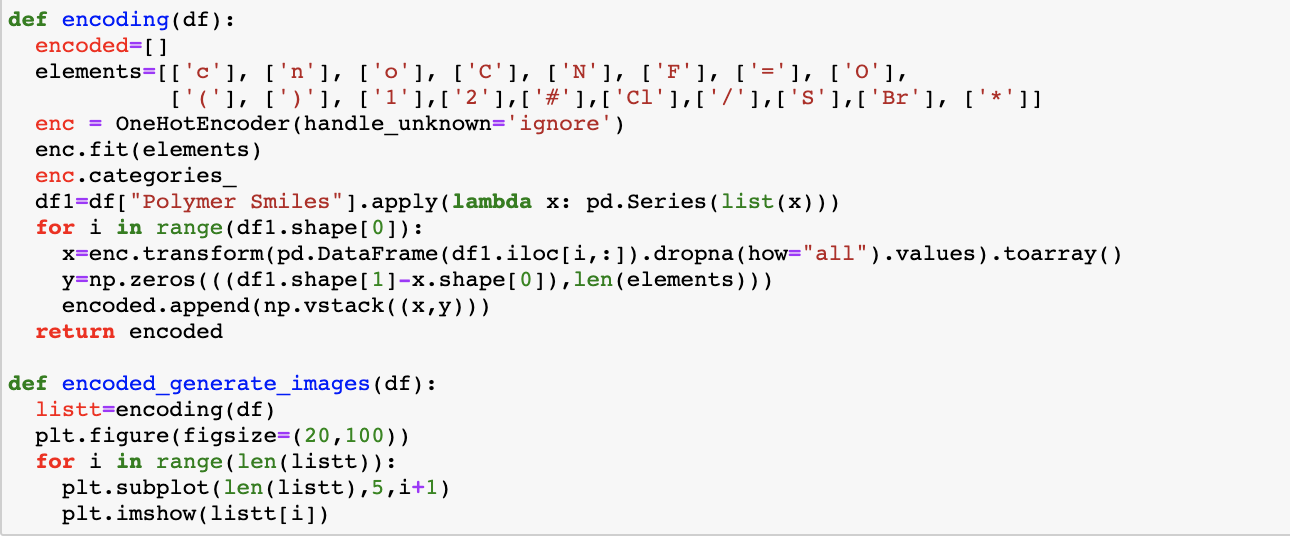 def encoding(df):
  encoded=[]
  elements=[['c'], ['n'], ['o'], ['C'], ['N'], ['F'], ['='], ['O'],
            ['('], [')'], ['1'],['2'],['#'],['Cl'],['/'],['S'],['Br'], ['*']]
  enc = OneHotEncoder(handle_unknown='ignore')
  enc.fit(elements)
  enc.categories_
  df1=df["Polymer Smiles"].apply(lambda x: pd.Series(list(x)))
  for i in range(df1.shape[0]):
    x=enc.transform(pd.DataFrame(df1.iloc[i,:]).dropna(how="all").values).toarray()
    y=np.zeros(((df1.shape[1]-x.shape[0]),len(elements)))
    encoded.append(np.vstack((x,y)))
  return encoded

def encoded_generate_images(df):
  listt=encoding(df)
  plt.figure(figsize=(20,100))
  for i in range(len(listt)):
    plt.subplot(len(listt),5,i+1)
    plt.imshow(listt[i])